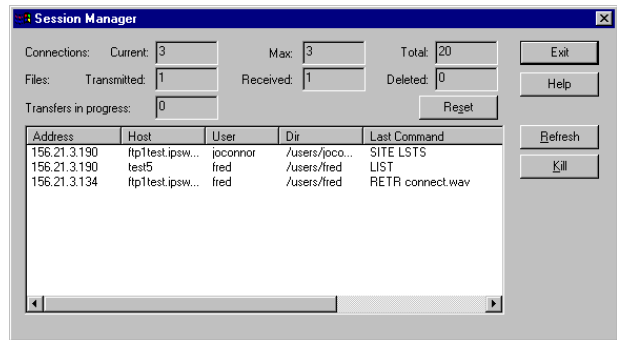 Session Manager
Connections: Current: 3 Max: 3 Total: 20 Exit
Files: Transmitted: 1 Received: 1 Deleted: 0 Help
Transfers in progress: 0 Reset
Address Host User Dir Last Command Refresh
156.21.3.190 ftp1test.ipsw... joconnor /users/joco... SITE LSTS
156.21.3.190 test5 fred /users/fred LIST Kill
156.21.3.134 ftp1test.ipsw... fred /users/fred RETR connect.wav